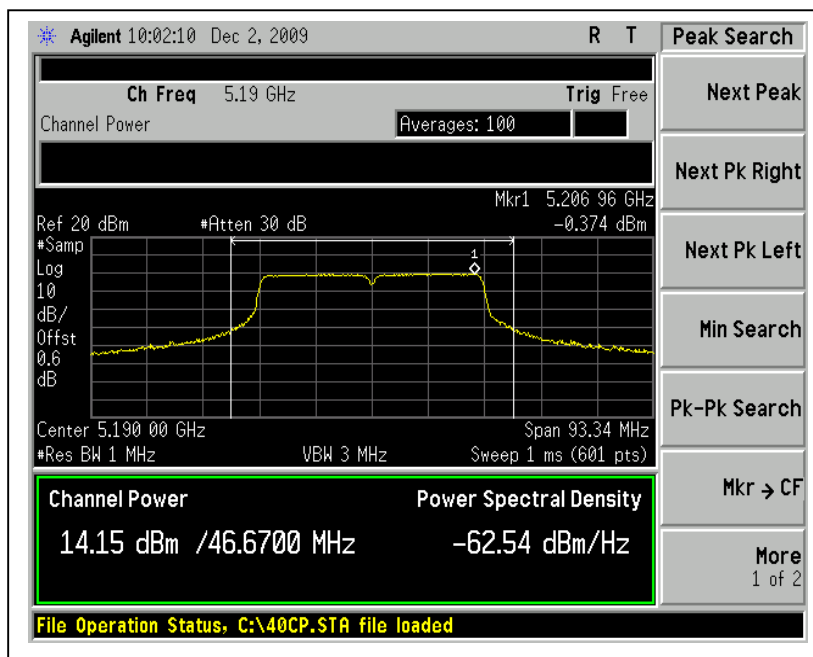 Agilent 10:02:10 Dec 2, 2009 R T
Peak Search
Ch Freq 5.19 GHz Trig Free
Channel Power Averages: 100
Mkr1 5.206 96 GHz
Ref 20 dBm #Atten 30 dB -0.374 dBm
#Samp
Log
10
dB/
Offst
0.6
dB
1
Center 5.190 00 GHz Span 93.34 MHz
#Res BW 1 MHz VBW 3 MHz Sweep 1 ms (601 pts)
Channel Power Power Spectral Density
14.15 dBm /46.6700 MHz -62.54 dBm/Hz
File Operation Status, C:\40CP.STA file loaded
Next Peak
Next Pk Right
Next Pk Left
Min Search
Pk-Pk Search
Mkr → CF
More
1 of 2